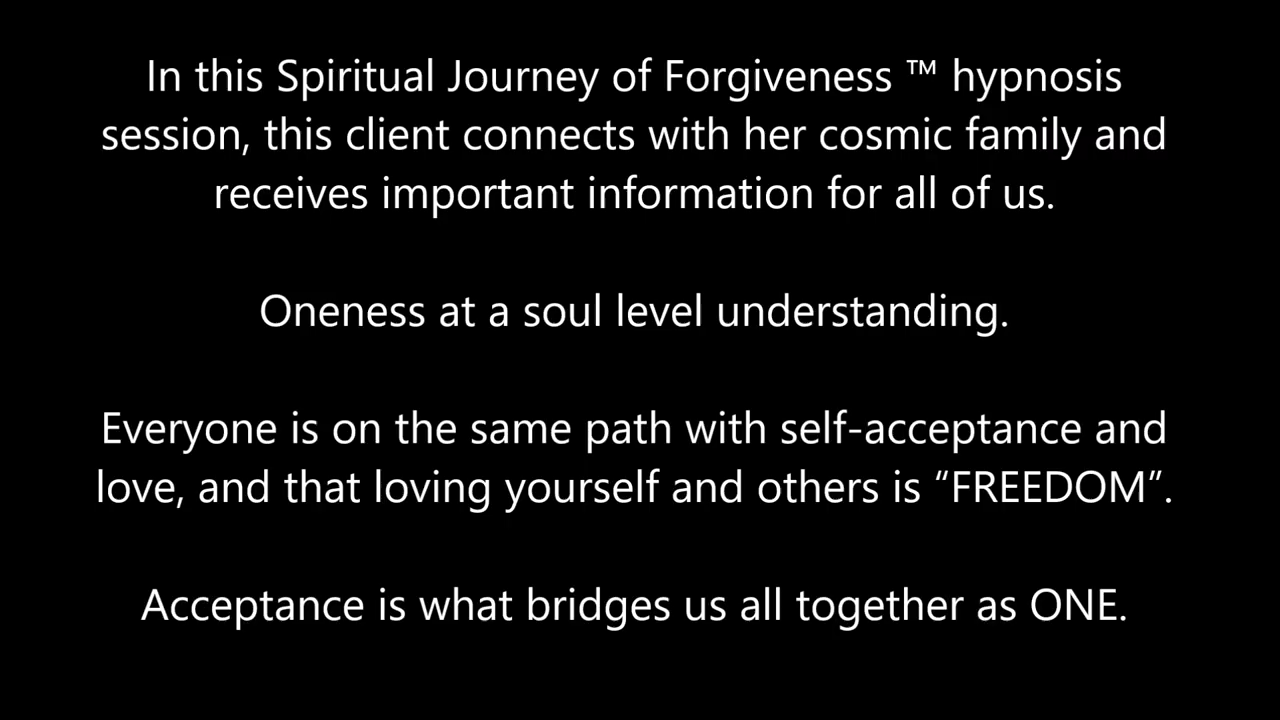 In this Spiritual Journey of Forgiveness ™ hypnosis
session, this client connects with her cosmic family and
receives important information for all of us.
Oneness at a soul level understanding.
Everyone is on the same path with self-acceptance and
love, and that loving yourself and others is “FREEDOM”.
Acceptance is what bridges us all together as ONE.